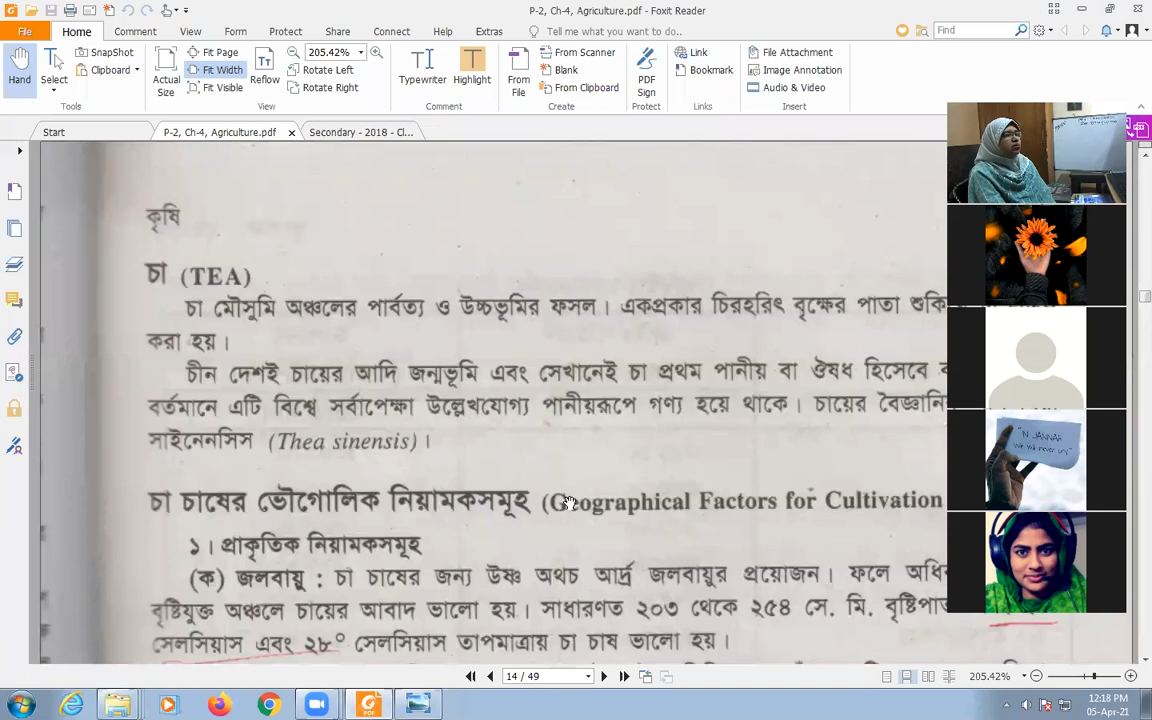 P-2, Ch-4, Agriculture.pdf - Foxit Reader
File Home Comment View Form Protect Share Connect Help Extras Tell me what you want to do.. Find
Hand Select SnapShot Clipboard Actual Size Fit Page Fit Width Fit Visible Reflow 205.42% Rotate Left Rotate Right Typewriter Highlight From File From Scanner Blank From Clipboard PDF Sign Link Bookmark File Attachment Image Annotation Audio & Video
Tools View Comment Create Protect Links Insert
Start P-2, Ch-4, Agriculture.pdf Secondary - 2018 - Cl...
কৃষি
চা (TEA)
চা মৌসুমি অঞ্চলের পার্বত্য ও উচ্চভূমির ফসল। একপ্রকার চিরহরিৎ বৃক্ষের পাতা শুকি
করা হয়।
চীন দেশই চায়ের আদি জন্মভূমি এবং সেখানেই চা প্রথম পানীয় বা ঔষধ হিসেবে
বর্তমানে এটি বিশ্বে সর্বাপেক্ষা উল্লেখযোগ্য পানীয়রূপে গণ্য হয়ে থাকে। চায়ের বৈজ্ঞানি
সাইনেনসিস (Thea sinensis)।
চা চাষের ভৌগোলিক নিয়ামকসমূহ (Geographical Factors for Cultivation
১। প্রাকৃতিক নিয়ামকসমূহ
(ক) জলবায়ু : চা চাষের জন্য উষ্ণ অথচ আর্দ্র জলবায়ুর প্রয়োজন। ফলে অধি
বৃষ্টিযুক্ত অঞ্চলে চায়ের আবাদ ভালো হয়। সাধারণত ২০৩ থেকে ২৫৪ সে. মি. বৃষ্টিপাত
সেলসিয়াস এবং ২৮° সেলসিয়াস তাপমাত্রায় চা চাষ ভালো হয়।
JANNAH
we will never cry"
14 / 49 205.42%
12:18 PM
05-Apr-21